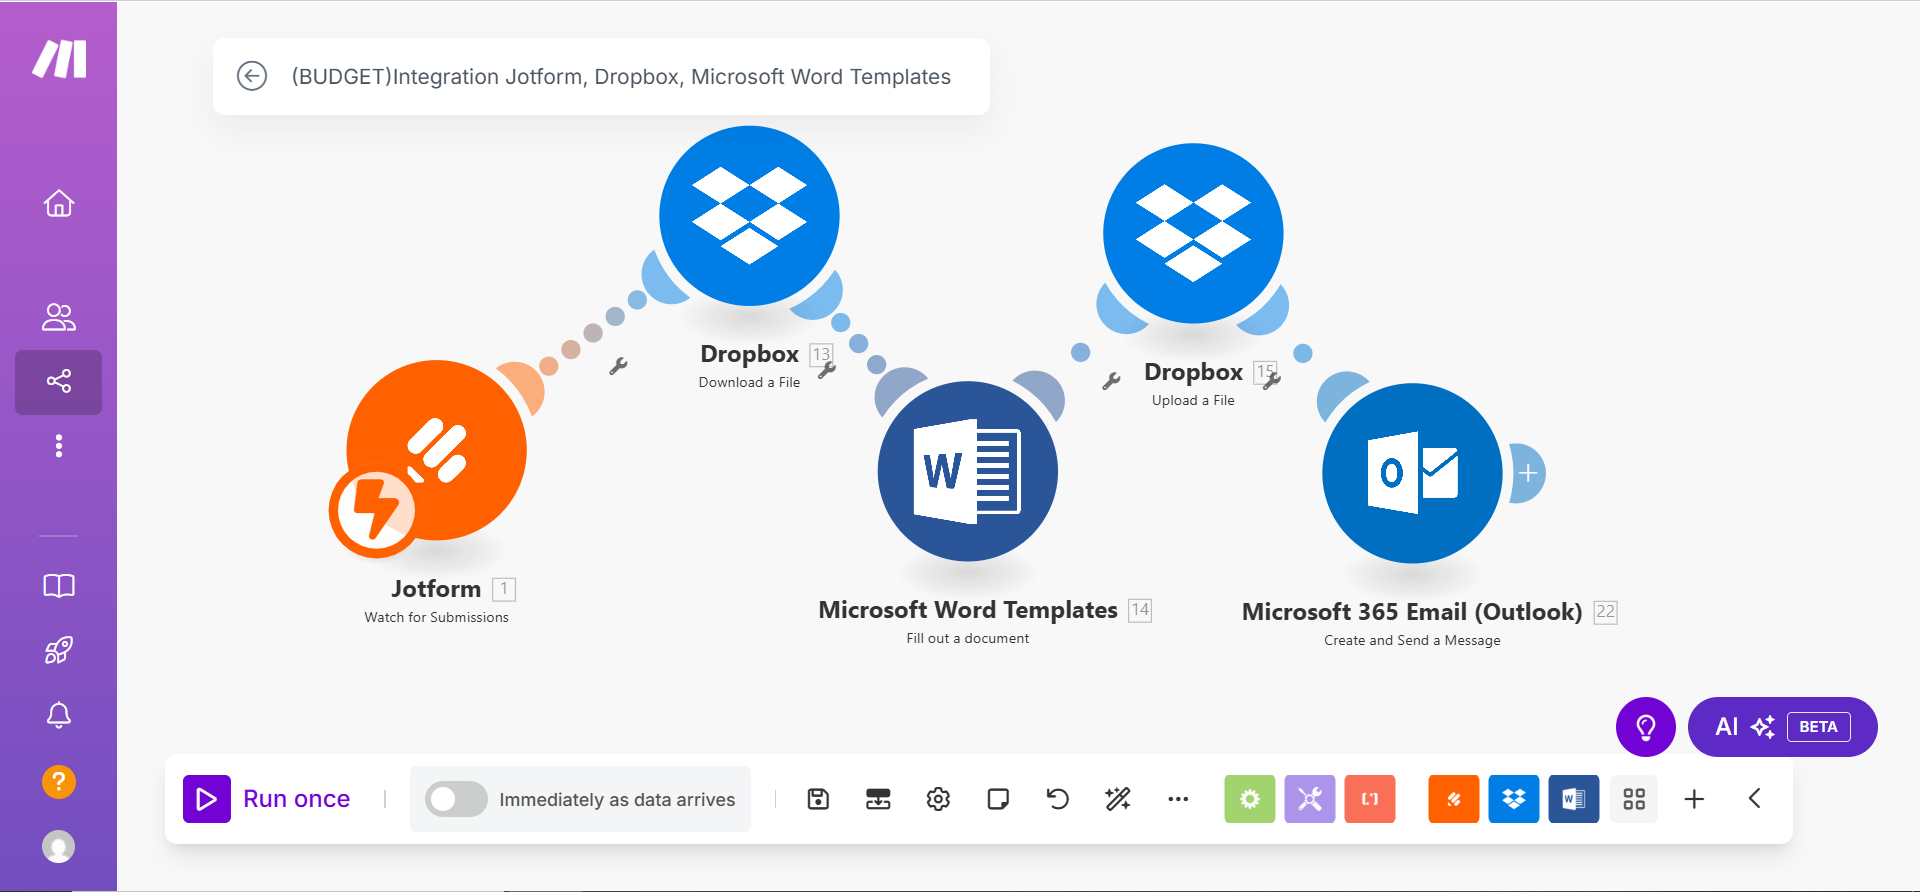 (BUDGET)Integration Jotform, Dropbox, Microsoft Word Templates
Dropbox 13
Download a File
Dropbox 15
Upload a File
Jotform 1
Watch for Submissions
Microsoft Word Templates 14
Fill out a document
Microsoft 365 Email (Outlook) 22
Create and Send a Message
AI BETA
Run once
Immediately as data arrives